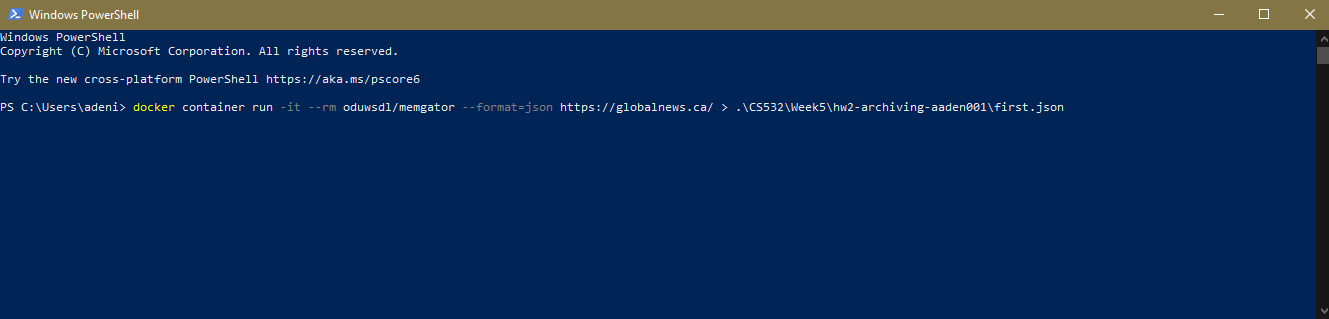 Windows PowerShell
Windows PowerShell
Copyright (C) Microsoft Corporation. All rights reserved.
Try the new cross-platform PowerShell https://aka.ms/pscore6
PS C:\Users\adeni> docker container run -it --rm oduwsdl/memgator --format=json https://globalnews.ca/ > .\CS532\Week5\hw2-archiving-aaden001\first.json